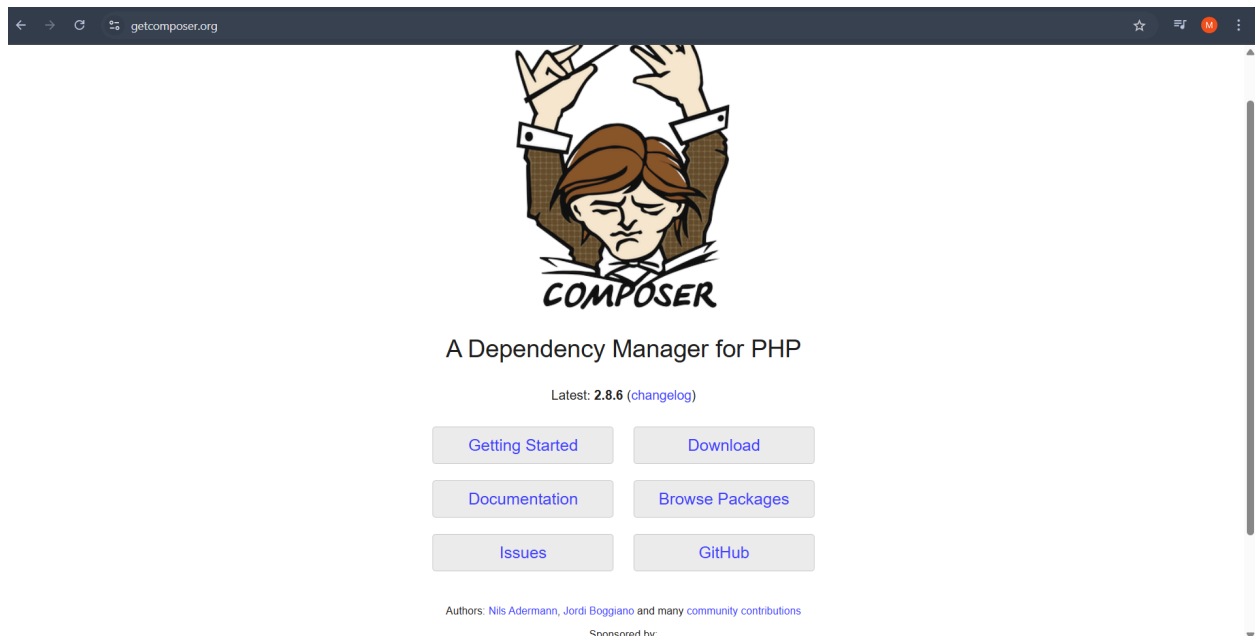 getcomposer.org
M
COMPOSER
A Dependency Manager for PHP
Latest: 2.8.6 (changelog)
Getting Started
Download
Documentation
Browse Packages
Issues
GitHub
Authors: Nils Adermann, Jordi Boggiano and many community contributions
Sponsored by: